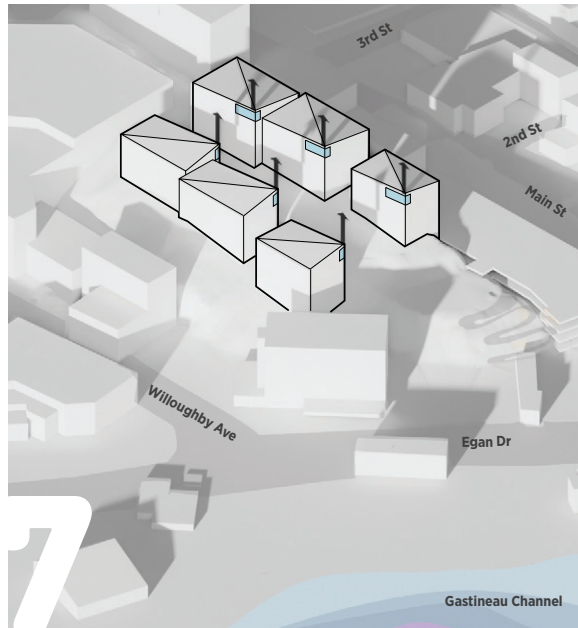 3rd St
2nd St
Main St
Willoughby Ave
Egan Dr
7
Gastineau Channel